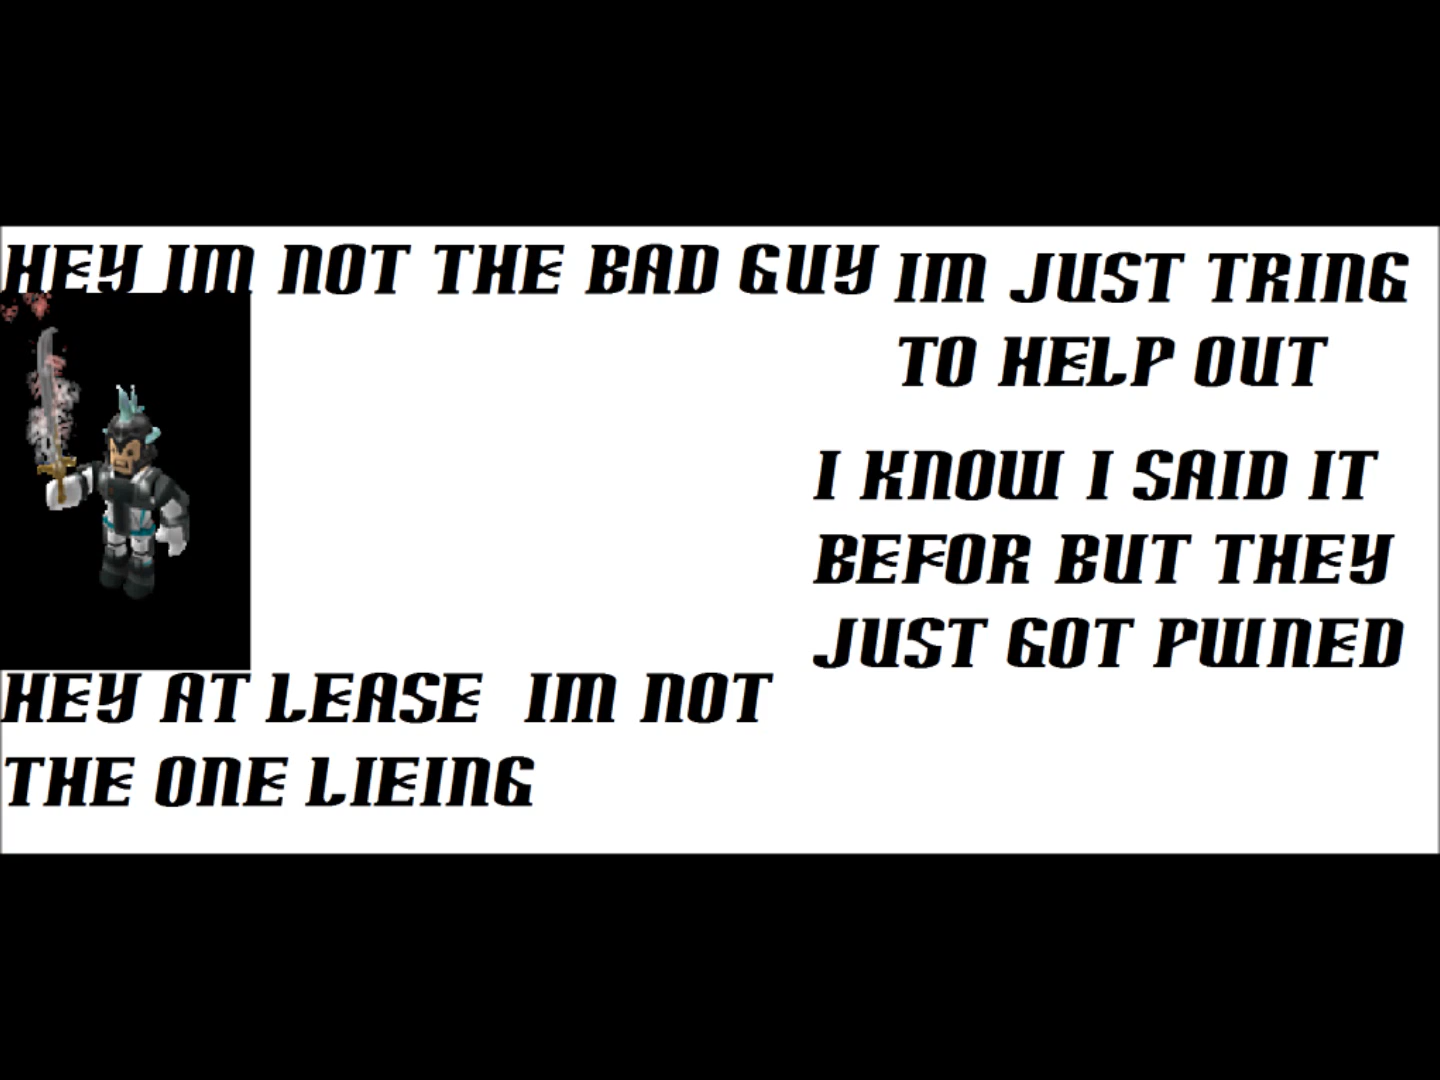 HEY IM NOT THE BAD GUY
IM JUST TRING
TO HELP OUT
I KNOW I SAID IT
BEFOR BUT THEY
JUST GOT PWNED
HEY AT LEASE IM NOT
THE ONE LIEING